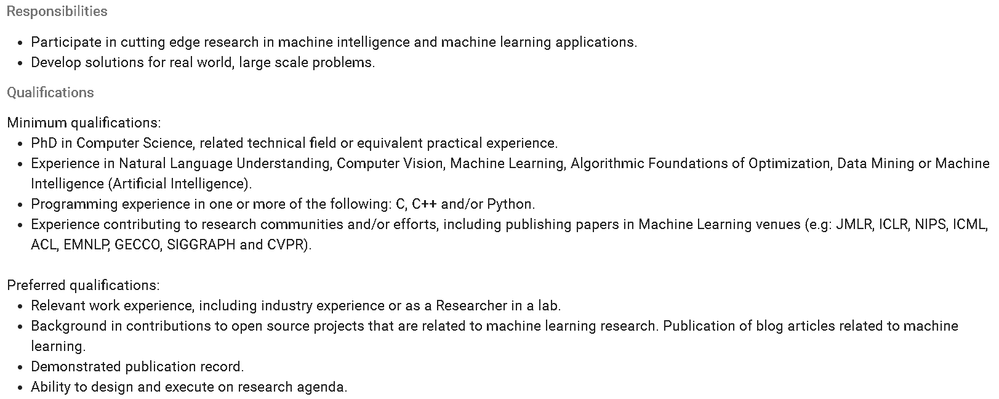 Responsibilities
• Participate in cutting edge research in machine intelligence and machine learning applications.
• Develop solutions for real world, large scale problems.
Qualifications
Minimum qualifications:
• PhD in Computer Science, related technical field or equivalent practical experience.
• Experience in Natural Language Understanding, Computer Vision, Machine Learning, Algorithmic Foundations of Optimization, Data Mining or Machine
Intelligence (Artificial Intelligence).
• Programming experience in one or more of the following: C, C++ and/or Python.
• Experience contributing to research communities and/or efforts, including publishing papers in Machine Learning venues (e.g: JMLR, ICLR, NIPS, ICML,
ACL, EMNLP, GECCO, SIGGRAPH and CVPR).
Preferred qualifications:
• Relevant work experience, including industry experience or as a Researcher in a lab.
• Background in contributions to open source projects that are related to machine learning research. Publication of blog articles related to machine
learning.
• Demonstrated publication record.
• Ability to design and execute on research agenda.